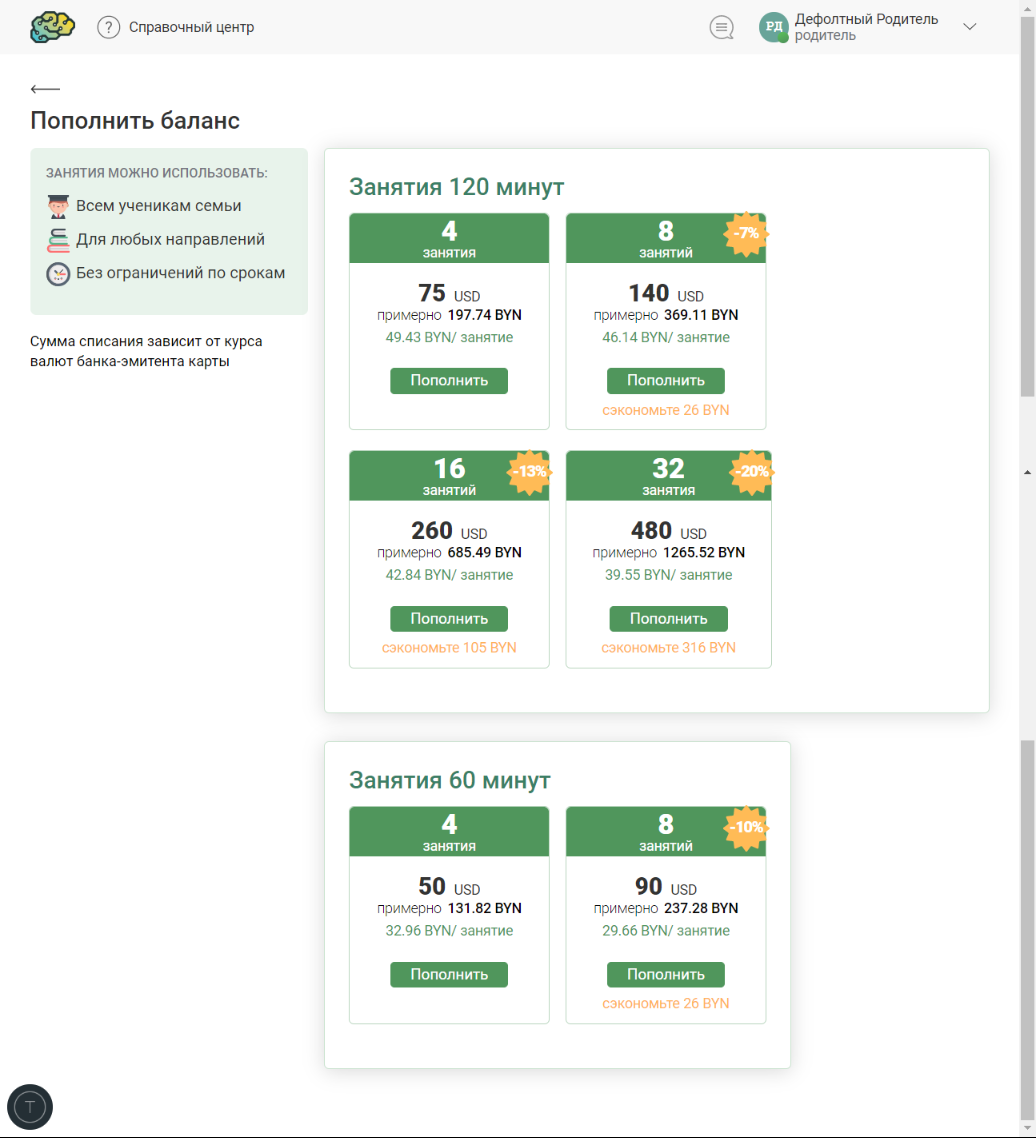 Справочный центр
РД
Дефолтный Родитель
родитель
Пополнить баланс
ЗАНЯТИЯ МОЖНО ИСПОЛЬЗОВАТЬ:
Всем ученикам семьи
Для любых направлений
Без ограничений по срокам
Сумма списания зависит от курса
валют банка-эмитента карты
Занятия 120 минут
4
занятия
75 USD
примерно 197.74 BYN
49.43 BYN/ занятие
Пополнить
8
занятий
-7%
140 USD
примерно 369.11 BYN
46.14 BYN/ занятие
Пополнить
сэкономьте 26 BYN
16
занятий
-13%
260 USD
примерно 685.49 BYN
42.84 BYN/ занятие
Пополнить
сэкономьте 105 BYN
32
занятия
-20%
480 USD
примерно 1265.52 BYN
39.55 BYN/ занятие
Пополнить
сэкономьте 316 BYN
Занятия 60 минут
4
занятия
50 USD
примерно 131.82 BYN
32.96 BYN/ занятие
Пополнить
8
занятий
-10%
90 USD
примерно 237.28 BYN
29.66 BYN/ занятие
Пополнить
сэкономьте 26 BYN
T